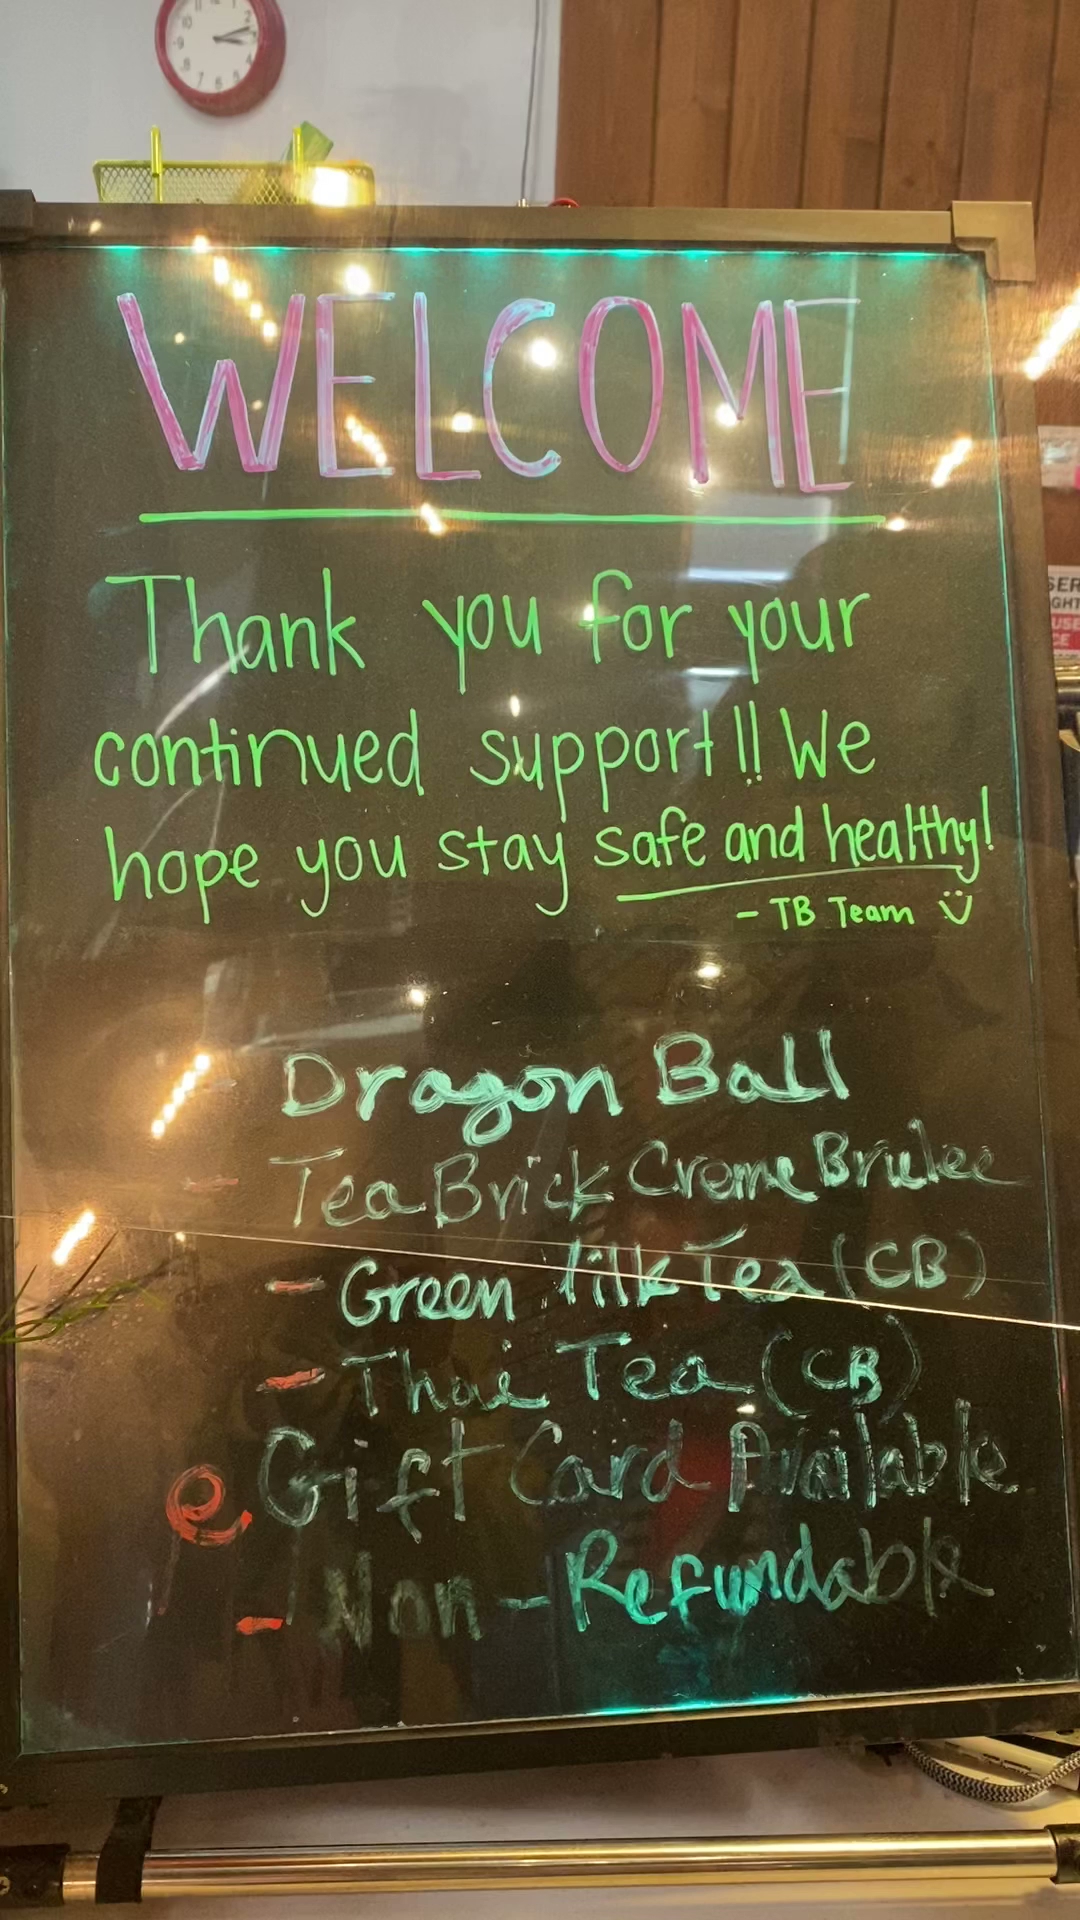 WELCOME
Thank you for your
continued support!! We
hope you stay safe and healthy!
- TB Team
Dragon Ball
- Tea Brick Creme Brulee
- Green Milk Tea (CB)
- Thai Tea (CB)
Gift Card Available
- Non-Refundable